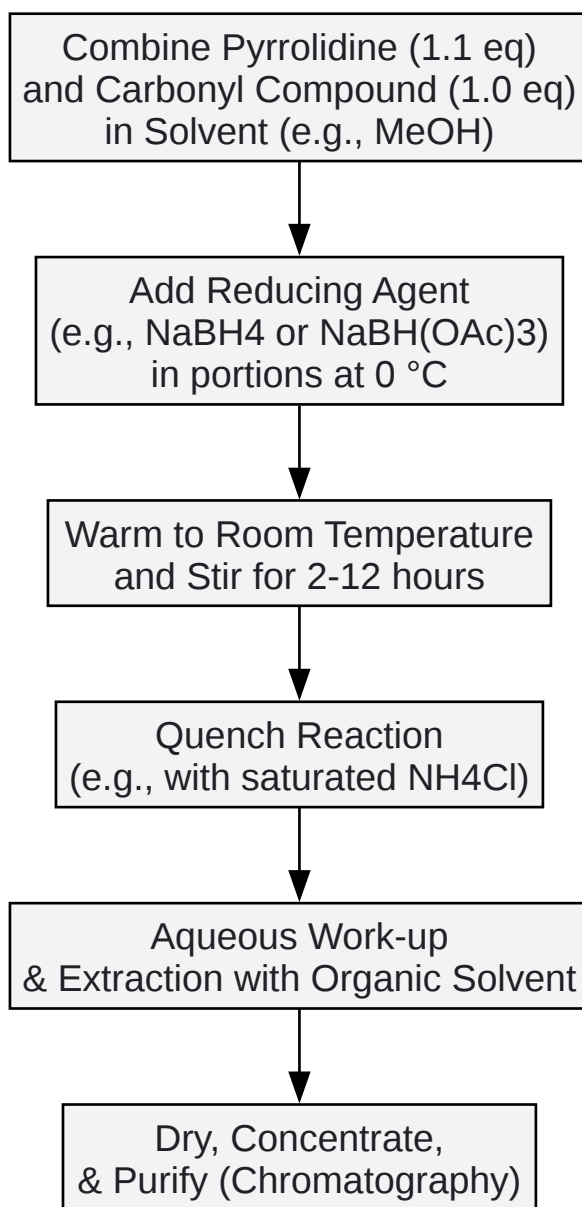 Combine Pyrrolidine (1.1 eq)
and Carbonyl Compound (1.0 eq)
in Solvent (e.g., MeOH)
Add Reducing Agent
(e.g., NaBH4 or NaBH(OAc)3)
in portions at 0 °C
Warm to Room Temperature
and Stir for 2-12 hours
Quench Reaction
(e.g., with saturated NH4Cl)
Aqueous Work-up
& Extraction with Organic Solvent
Dry, Concentrate,
& Purify (Chromatography)